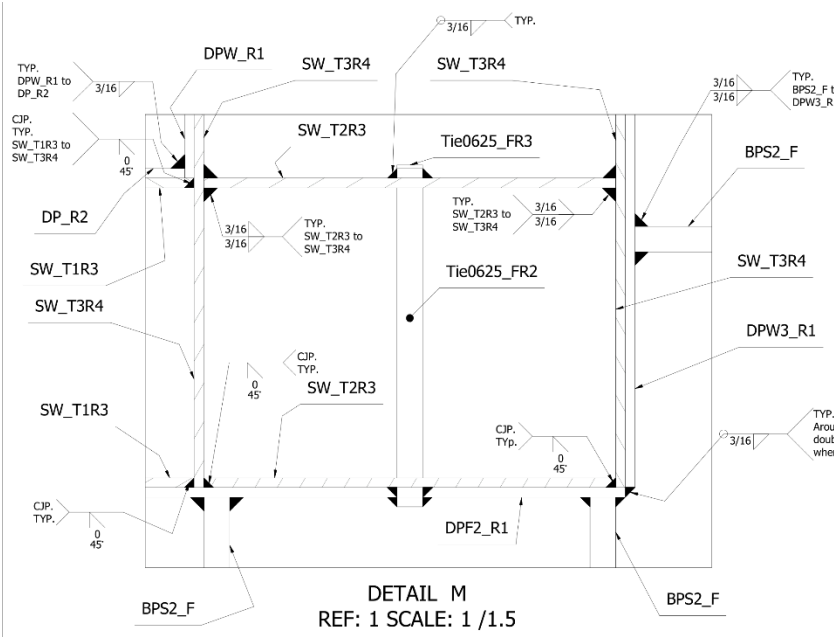 TYP.
DPW_R1 to
DP_R2
3/16
DPW_R1
SW_T3R4
3/16
TYP.
SW_T3R4
3/16
3/16
TYP.
BPS2_F t
DPW3_R
CJP.
TYP.
SW_T1R3 to
SW_T3R4
0
45°
SW_T2R3
Tie0625_FR3
BPS2_F
DP_R2
3/16
3/16
TYP.
SW_T2R3 to
SW_T3R4
TYP.
SW_T2R3 to
SW_T3R4
3/16
3/16
SW_T1R3
Tie0625_FR2
SW_T3R4
SW_T3R4
DPW3_R1
0
45°
CJP.
TYP.
SW_T2R3
SW_T1R3
CJP.
TYp.
0
45°
3/16
TYP.
Arou
doub
whe
CJP.
TYP.
0
45°
DPF2_R1
BPS2_F
DETAIL M
REF: 1 SCALE: 1 /1.5
BPS2_F